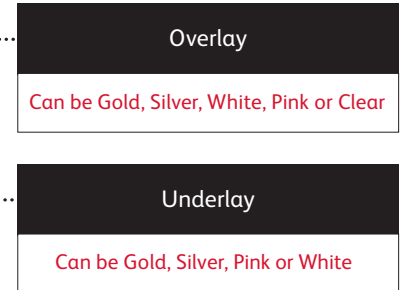 Overlay
Can be Gold, Silver, White, Pink or Clear
Underlay
Can be Gold, Silver, Pink or White